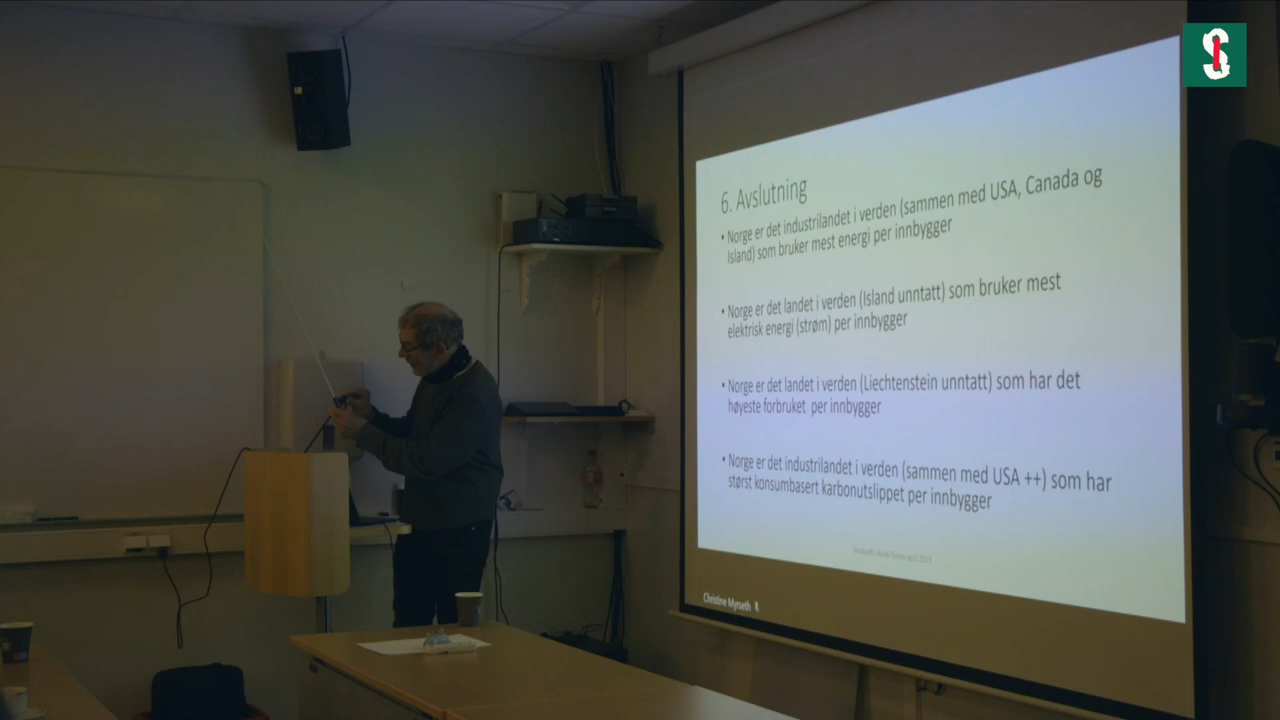 6. Avslutning
• Norge er det industrilandet i verden (sammen med USA, Canada og
Island) som bruker mest energi per innbygger
• Norge er det landet i verden (Island unntatt) som bruker mest
elektrisk energi (strøm) per innbygger
• Norge er det landet i verden (Liechtenstein unntatt) som har det
høyeste forbruket per innbygger
• Norge er det industrilandet i verden (sammen med USA ++) som har
størst konsumbasert karbonutslippet per innbygger
april 2023
Christine Myrseth